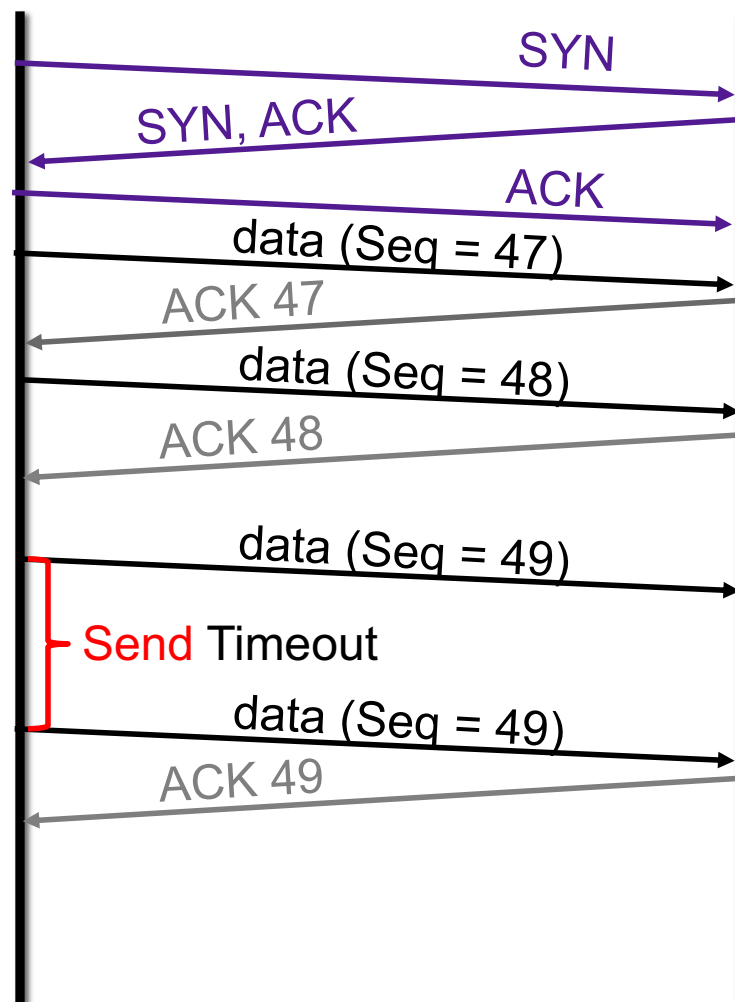 SYN
SYN, ACK
ACK
data (Seq = 47)
ACK 47
data (Seq = 48)
ACK 48
data (Seq = 49)
Send Timeout
data (Seq = 49)
ACK 49